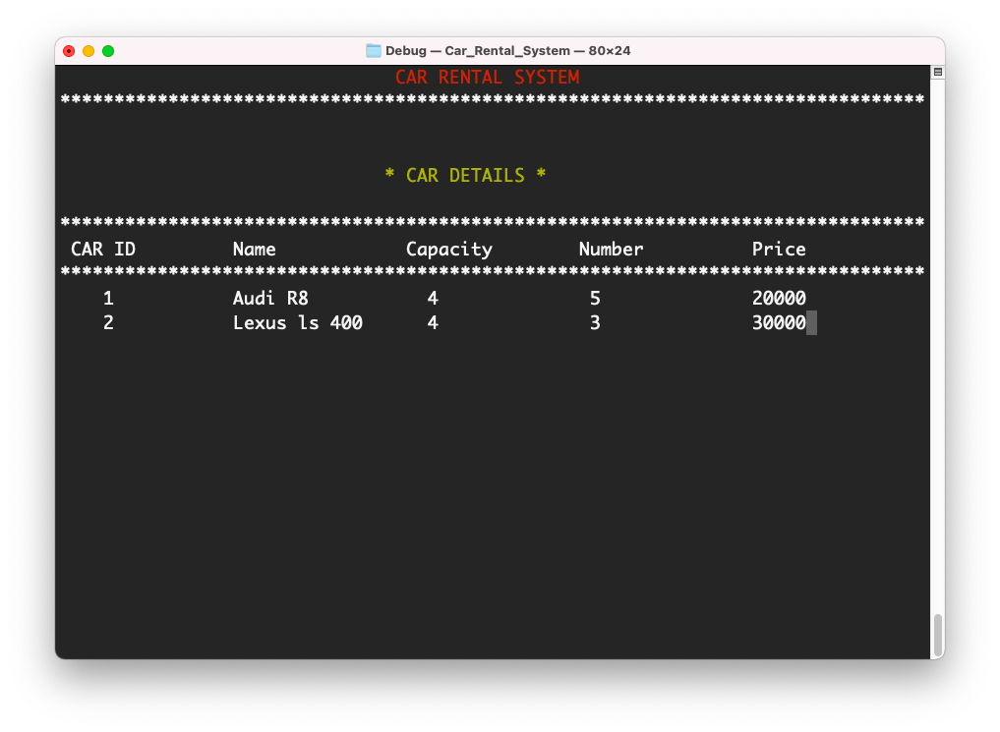 Debug — Car_Rental_System — 80×24
CAR RENTAL SYSTEM
********************************************************************************
* CAR DETAILS *
********************************************************************************
CAR ID Name Capacity Number Price
********************************************************************************
1 Audi R8 4 5 20000
2 Lexus ls 400 4 3 30000